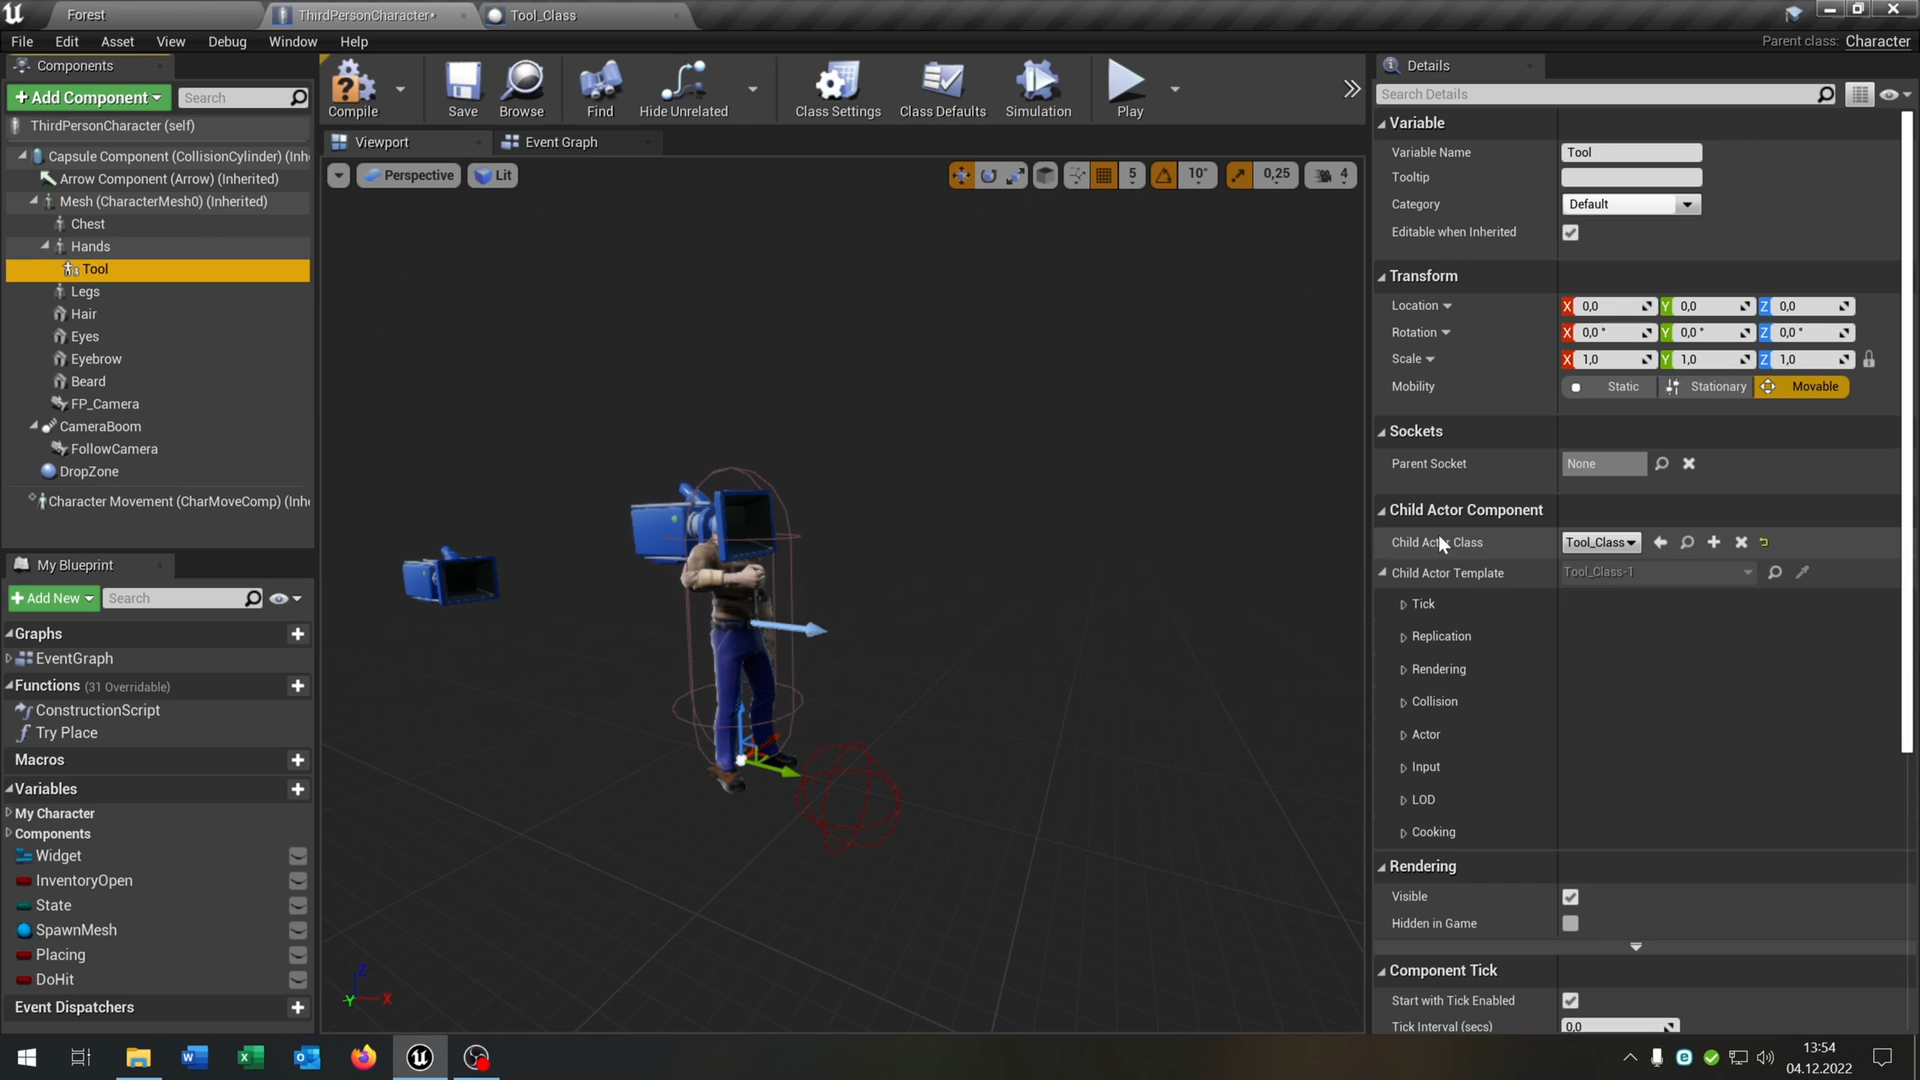 Forest
ThirdPersonCharacter*
Tool_Class
File Edit Asset View Debug Window Help
Parent class: Character
Components
+Add Component
Search
ThirdPersonCharacter (self)
Capsule Component (CollisionCylinder) (Inh
Arrow Component (Arrow) (Inherited)
Mesh (CharacterMesh0) (Inherited)
Chest
Hands
Tool
Legs
Hair
Eyes
Eyebrow
Beard
FP_Camera
CameraBoom
FollowCamera
DropZone
Character Movement (CharMoveComp) (Inh
My Blueprint
+Add New
Search
Graphs
EventGraph
Functions (31 Overridable)
ConstructionScript
Try Place
Macros
Variables
My Character
Components
Widget
InventoryOpen
State
SpawnMesh
Placing
DoHit
Event Dispatchers
Compile
Save
Browse
Find
Hide Unrelated
Class Settings
Class Defaults
Simulation
Play
Viewport
Event Graph
Perspective
Lit
5
10°
0,25
4
Z
Y
X
Details
Search Details
Variable
Variable Name Tool
Tooltip
Category Default
Editable when Inherited
Transform
Location X 0,0 Y 0,0 Z 0,0
Rotation X 0,0 ° Y 0,0 ° Z 0,0 °
Scale X 1,0 Y 1,0 Z 1,0
Mobility Static Stationary Movable
Sockets
Parent Socket None
Child Actor Component
Child Actor Class Tool_Class
Child Actor Template Tool_Class-1
Tick
Replication
Rendering
Collision
Actor
Input
LOD
Cooking
Rendering
Visible
Hidden in Game
Component Tick
Start with Tick Enabled
Tick Interval (secs) 0,0
13:54
04.12.2022